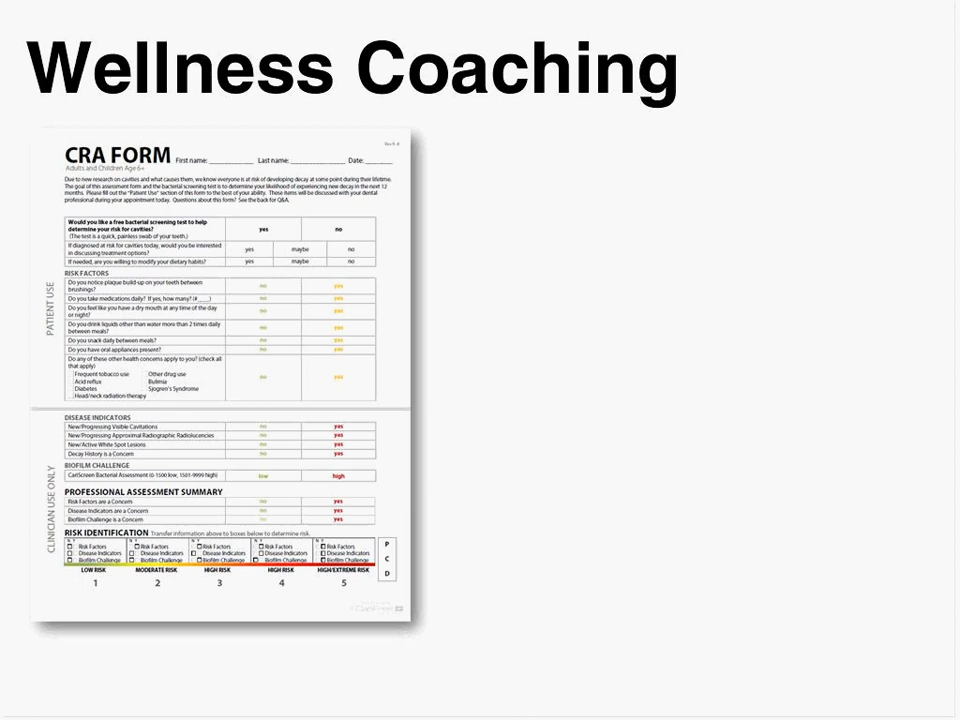 Wellness Coaching
CRA FORM First name: ____________ Last name: _______________ Date: _______
Adults and Children Age 6+
Due to new research on cavities and what causes them, we know everyone is at risk of developing decay at some point during their lifetime.
The goal of this assessment form and the bacterial screening test is to determine your likelihood of experiencing new decay in the next 12
months. Please fill out the "Patient Use" section of this form to the best of your ability. These items will be discussed with your dental
professional during your appointment today. Questions about this form? See the back for Q&A.
PATIENT USE
Would you like a free bacterial screening test to help
determine your risk for cavities? yes no
(The test is a quick, painless swab of your teeth.)
If diagnosed at risk for cavities today, would you be interested
in discussing treatment options? yes maybe no
If needed, are you willing to modify your dietary habits? yes maybe no
RISK FACTORS
Do you notice plaque build-up on your teeth between
brushings? no yes
Do you take medications daily? If yes, how many? (#____) no yes
Do you feel like you have a dry mouth at any time of the day
or night? no yes
Do you drink liquids other than water more than 2 times daily
between meals? no yes
Do you snack daily between meals? no yes
Do you have oral appliances present? no yes
Do any of these other health concerns apply to you? (check all
that apply) no yes
Frequent tobacco use Other drug use
Acid reflux Bulimia
Diabetes Sjogren's Syndrome
Head/neck radiation therapy
CLINICIAN USE ONLY
DISEASE INDICATORS
New/Progressing Visible Cavitations no yes
New/Progressing Approximal Radiographic Radiolucencies no yes
New/Active White Spot Lesions no yes
Decay History is a Concern no yes
BIOFILM CHALLENGE
CariScreen Bacterial Assessment (0-1500 low, 1501-9999 high) low high
PROFESSIONAL ASSESSMENT SUMMARY
Risk Factors are a Concern no yes
Disease Indicators are a Concern no yes
Biofilm Challenge is a Concern no yes
RISK IDENTIFICATION Transfer information above to boxes below to determine risk.
N Y N Y N Y N Y N Y
Risk Factors Risk Factors Risk Factors Risk Factors Risk Factors P
Disease Indicators Disease Indicators Disease Indicators Disease Indicators Disease Indicators C
Biofilm Challenge Biofilm Challenge Biofilm Challenge Biofilm Challenge Biofilm Challenge D
LOW RISK MODERATE RISK HIGH RISK HIGH RISK HIGH/EXTREME RISK
1 2 3 4 5